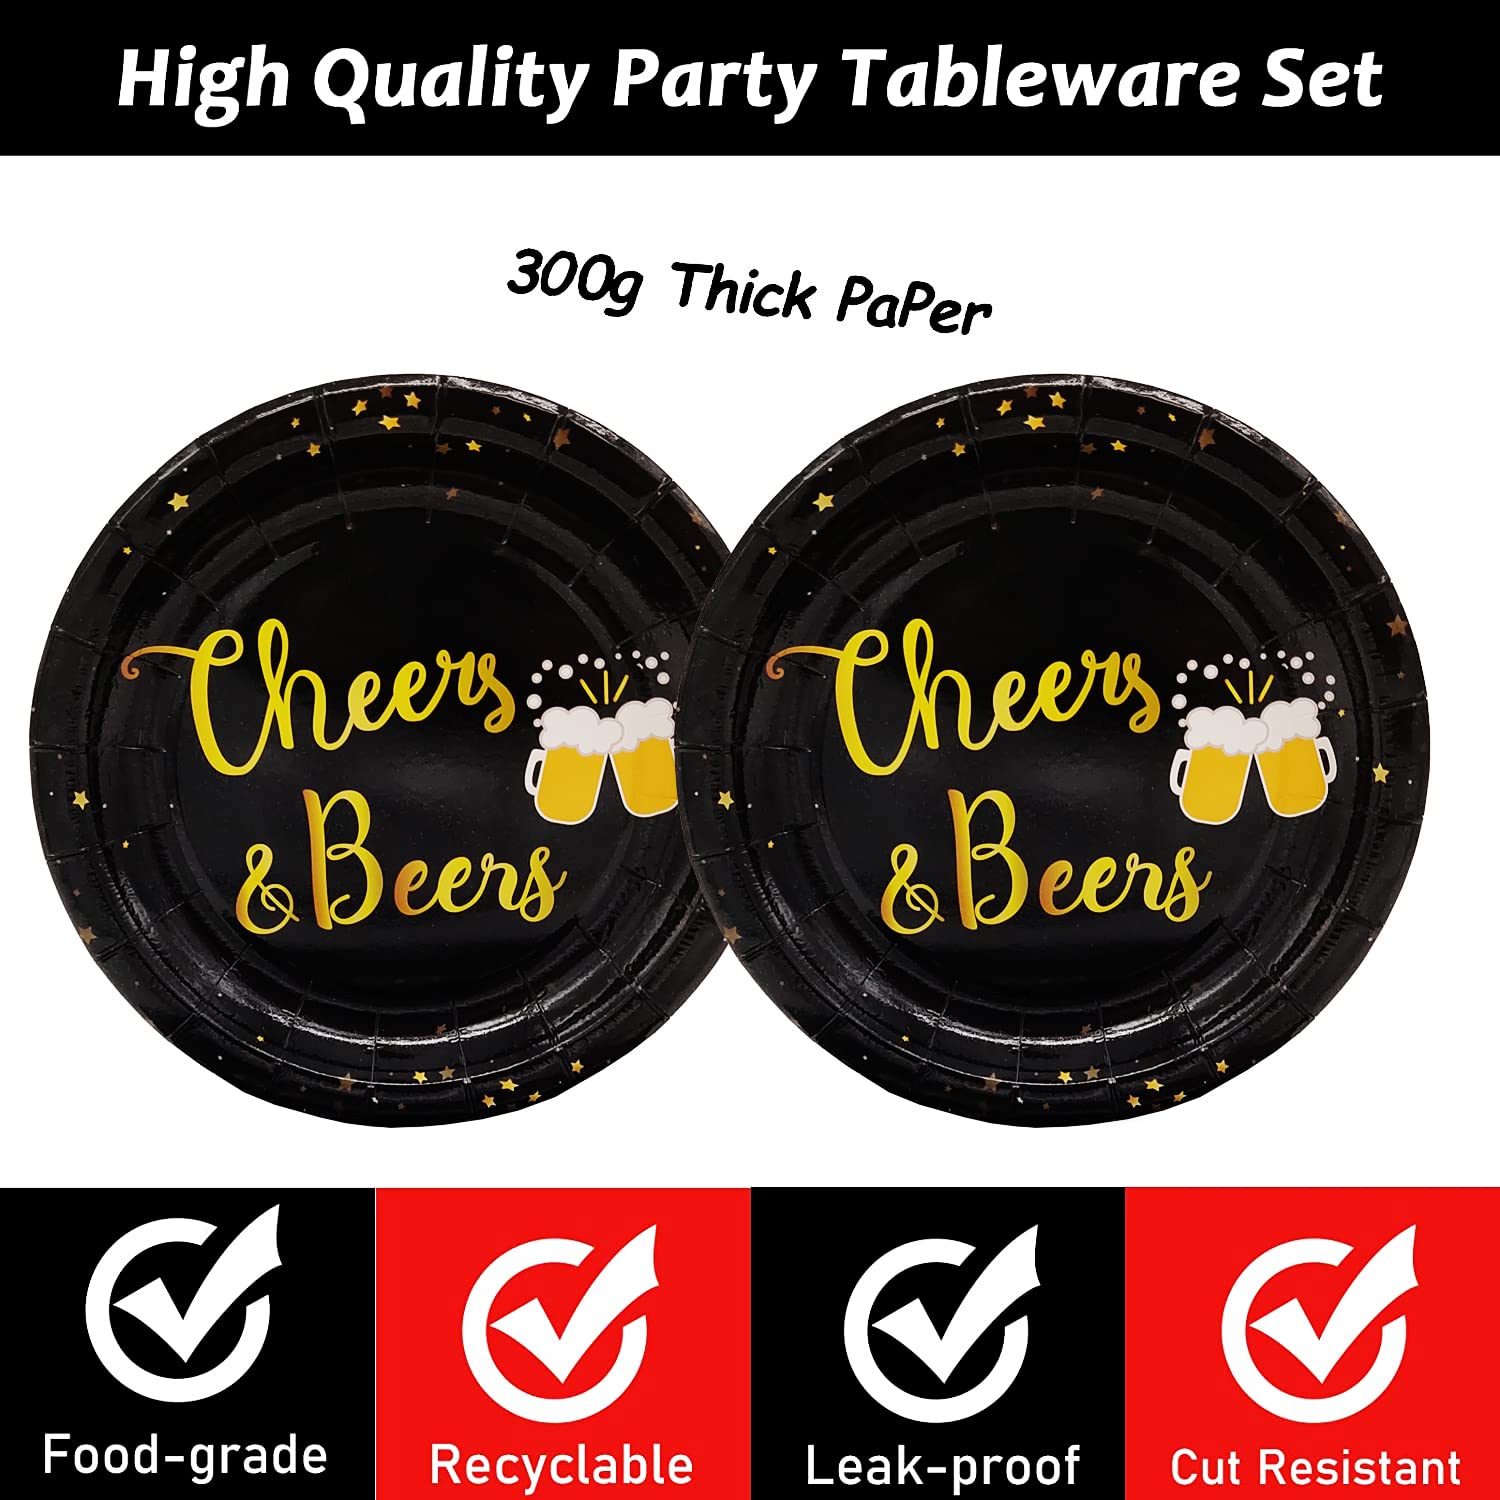 High Quality Party Tableware Set
300g Thick PaPer
Cheers
& Beers
Cheers
& Beers
Food-grade
Recyclable
Leak-proof
Cut Resistant